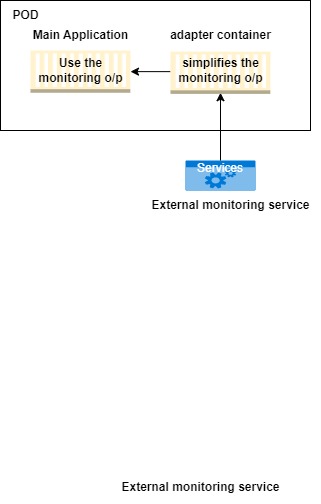 POD
Main Application
adapter container
Use the
monitoring o/p
simplifies the
monitoring o/p
Services
External monitoring service
External monitoring service